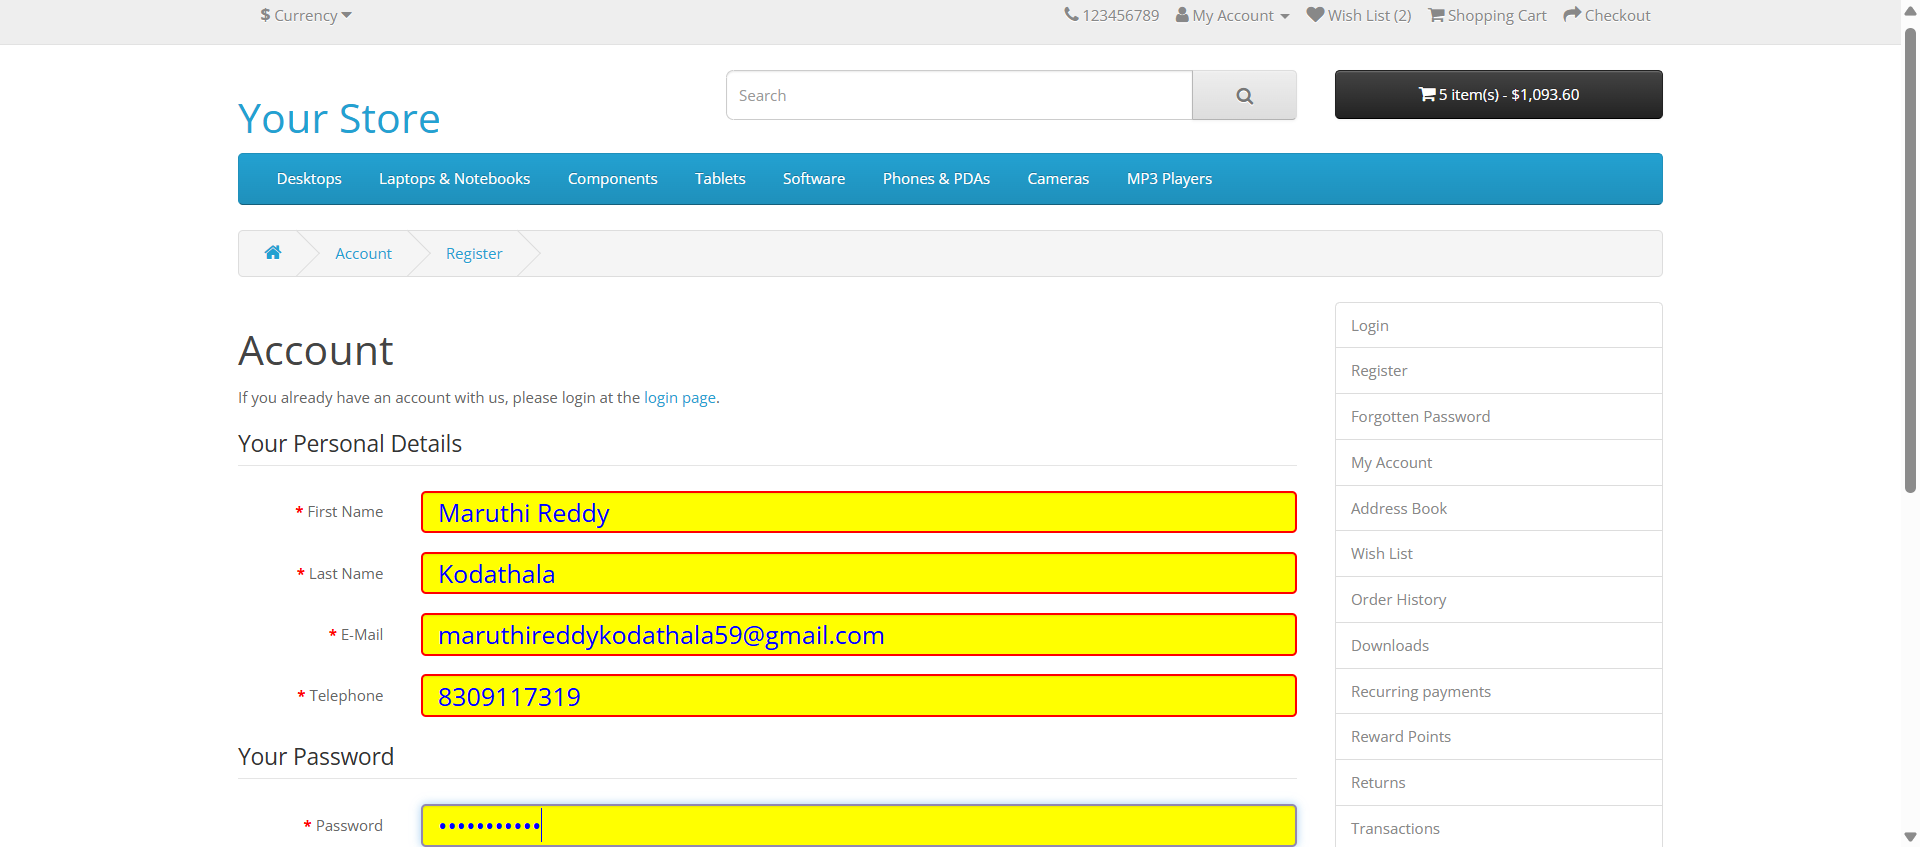 $ Currency
123456789 My Account Wish List (2) Shopping Cart Checkout
Your Store
Search
5 item(s) - $1,093.60
Desktops Laptops & Notebooks Components Tablets Software Phones & PDAs Cameras MP3 Players
Account Register
Account
If you already have an account with us, please login at the login page.
Your Personal Details
* First Name Maruthi Reddy
* Last Name Kodathala
* E-Mail maruthireddykodathala59@gmail.com
* Telephone 8309117319
Your Password
* Password •••••••••••
Login
Register
Forgotten Password
My Account
Address Book
Wish List
Order History
Downloads
Recurring payments
Reward Points
Returns
Transactions